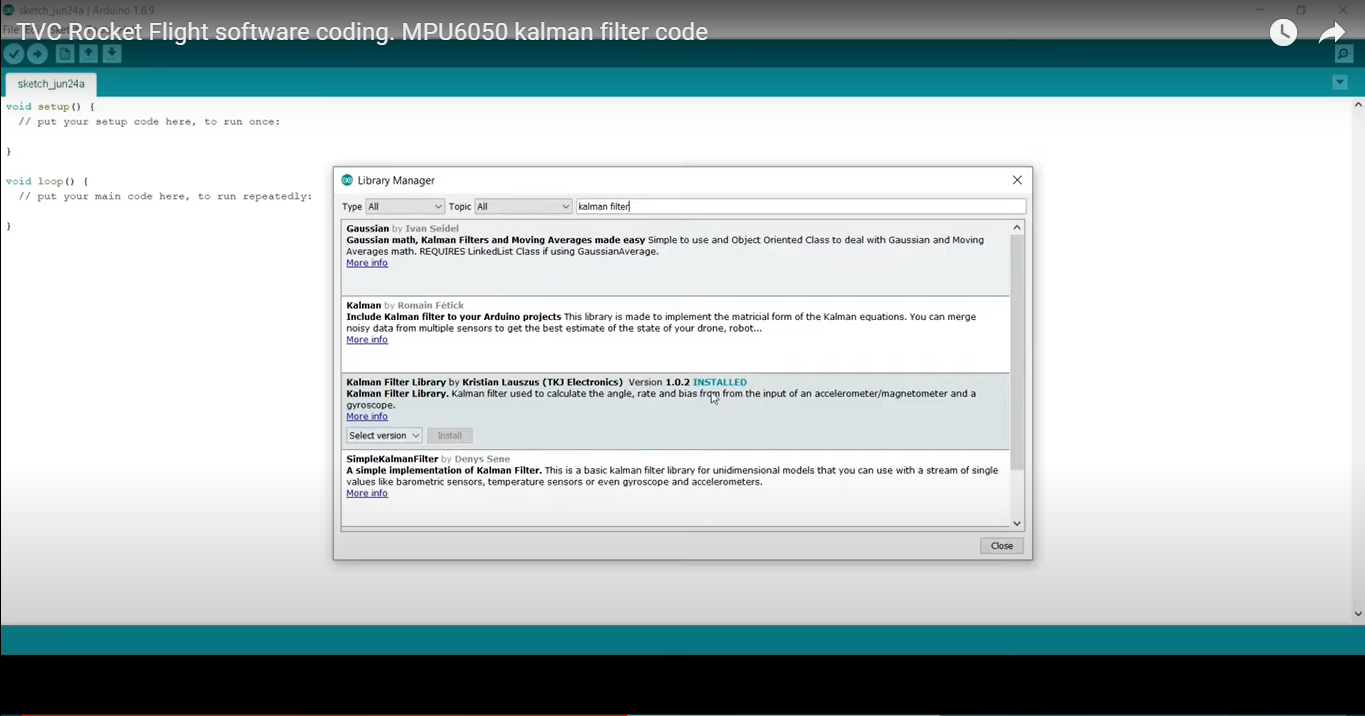 sketch_jun24a | Arduino 1.8.9
TVC Rocket Flight software coding. MPU6050 kalman filter code
sketch_jun24a
void setup() {
// put your setup code here, to run once:
}
void loop() {
// put your main code here, to run repeatedly:
}
Library Manager
Type All Topic All kalman filter
Gaussian by Ivan Seidel
Gaussian math, Kalman Filters and Moving Averages made easy Simple to use and Object Oriented Class to deal with Gaussian and Moving
Averages math. REQUIRES LinkedList Class if using GaussianAverage.
More info
Kalman by Romain Fétick
Include Kalman filter to your Arduino projects This library is made to implement the matricial form of the Kalman equations. You can merge
noisy data from multiple sensors to get the best estimate of the state of your drone, robot...
More info
Kalman Filter Library by Kristian Lauszus (TKJ Electronics) Version 1.0.2 INSTALLED
Kalman Filter Library. Kalman filter used to calculate the angle, rate and bias from from the input of an accelerometer/magnetometer and a
gyroscope.
More info
Select version Install
SimpleKalmanFilter by Denys Sene
A simple implementation of Kalman Filter. This is a basic kalman filter library for unidimensional models that you can use with a stream of single
values like barometric sensors, temperature sensors or even gyroscope and accelerometers.
More info
Close